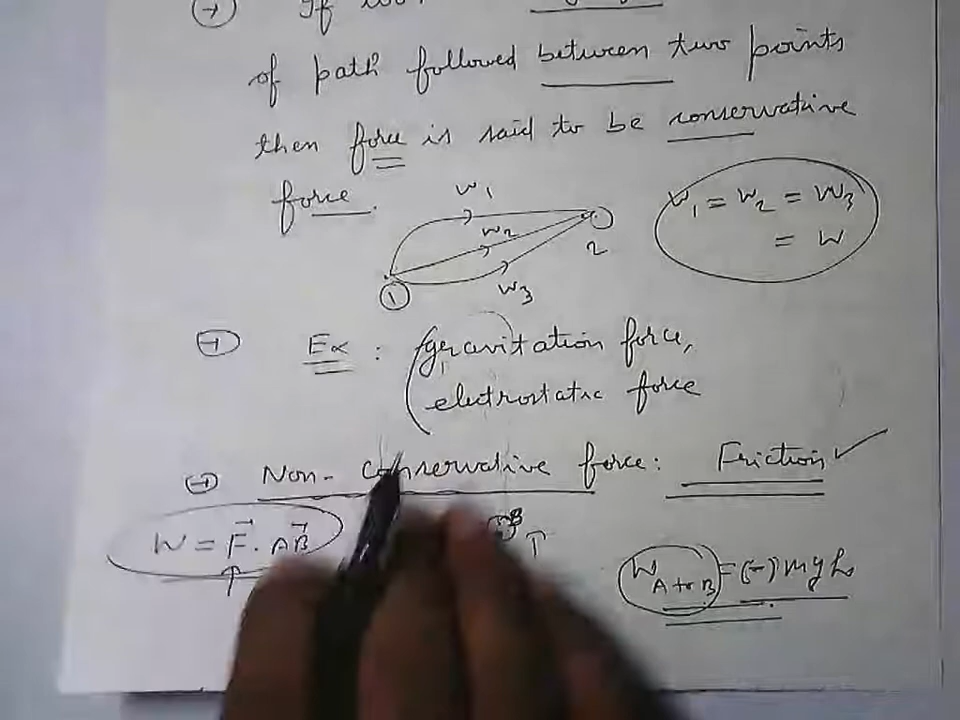 → If
of path followed between two points
then force is said to be conservative
force.
W1
W2
W3
1
2
W1 = W2 = W3
= W
→ Ex : gravitation force,
electrostatic force
→ Non-conservative force: Friction ✓
W = F⃗. AB⃗
B
WA to B = (-) mgh